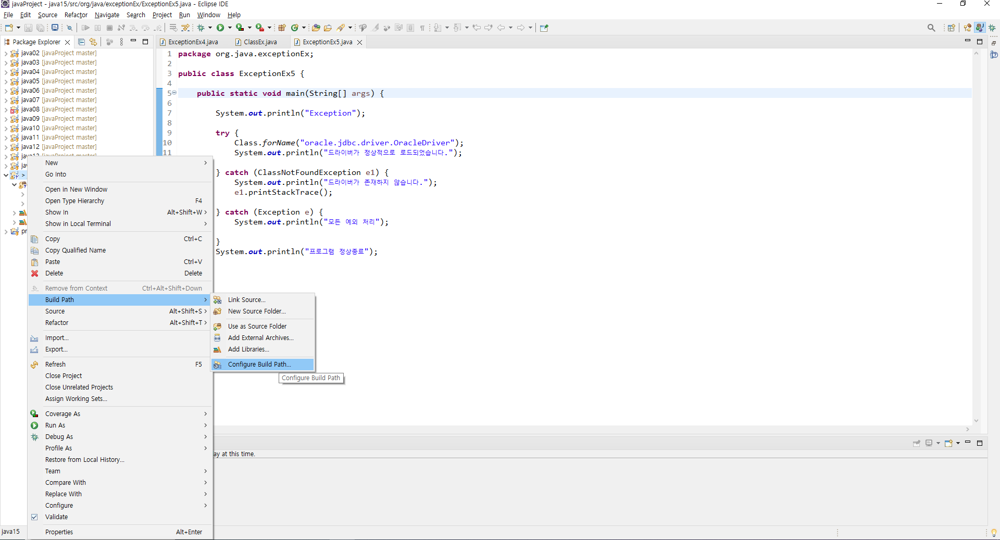 javaProject - java15/src/org/java/exceptionEx/ExceptionEx5.java - Eclipse IDE
File Edit Source Refactor Navigate Search Project Run Window Help
Package Explorer
ExceptionEx4.java ClassEx.java ExceptionEx5.java
java02 [javaProject master]
java03 [javaProject master]
java04 [javaProject master]
java05 [javaProject master]
java06 [javaProject master]
java07 [javaProject master]
java08 [javaProject master]
java09 [javaProject master]
java10 [javaProject master]
java11 [javaProject master]
java12 [javaProject master]
1 package org.java.exceptionEx;
2
3 public class ExceptionEx5 {
4
5 public static void main(String[] args) {
6
7 System.out.println("Exception");
8
9 try {
10 Class.forName("oracle.jdbc.driver.OracleDriver");
11 System.out.println("드라이버가 정상적으로 로드되었습니다.");
} catch (ClassNotFoundException e1) {
System.out.println("드라이버가 존재하지 않습니다.");
e1.printStackTrace();
} catch (Exception e) {
System.out.println("모든 예외 처리");
}
System.out.println("프로그램 정상종료");
>
pr
New
Go Into
Open in New Window
Open Type Hierarchy F4
Show In Alt+Shift+W
Show in Local Terminal
Copy Ctrl+C
Copy Qualified Name
Paste Ctrl+V
Delete Delete
Remove from Context Ctrl+Alt+Shift+Down
Build Path
Source Alt+Shift+S
Refactor Alt+Shift+T
Import...
Export...
Refresh F5
Close Project
Close Unrelated Projects
Assign Working Sets...
Coverage As
Run As
Debug As
Profile As
Restore from Local History...
Team
Compare With
Replace With
Configure
Validate
Properties Alt+Enter
Link Source...
New Source Folder...
Use as Source Folder
Add External Archives...
Add Libraries...
Configure Build Path...
Configure Build Path
ay at this time.
java15